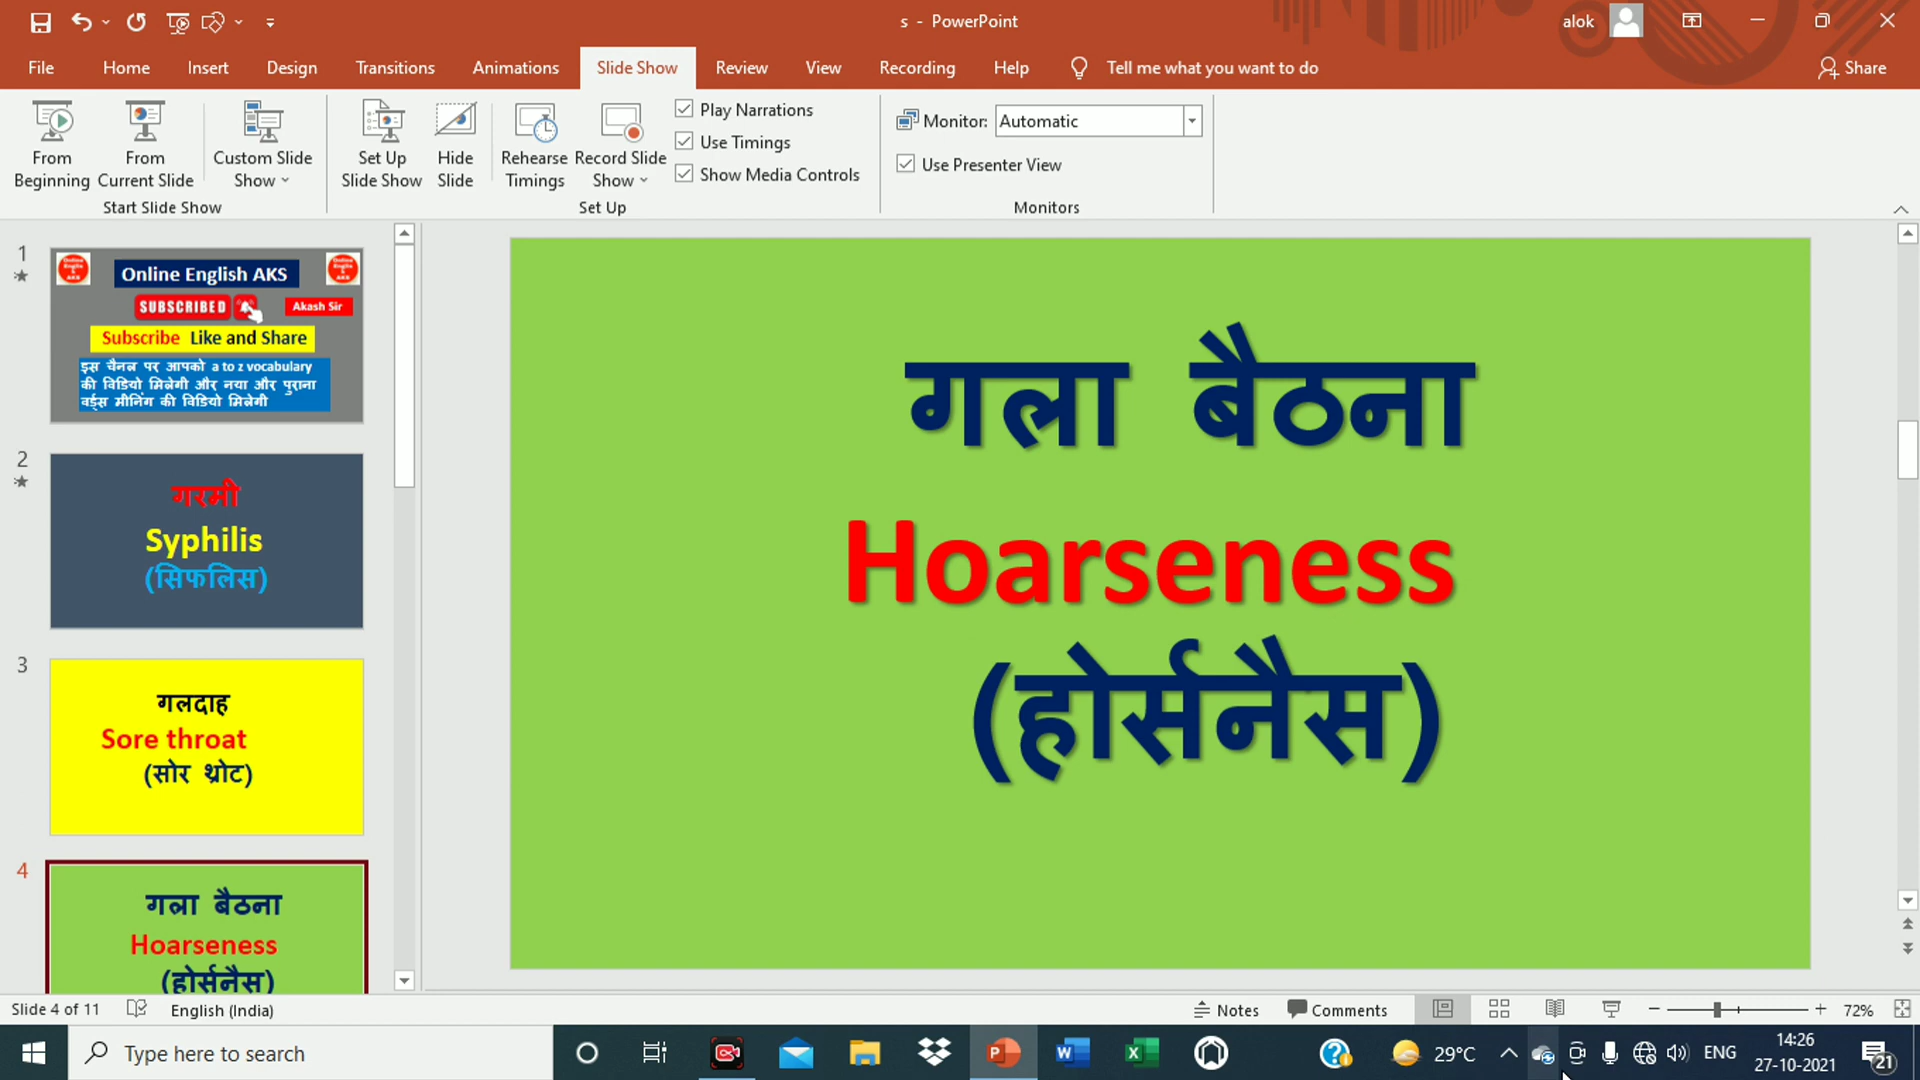 s - PowerPoint
alok
File Home Insert Design Transitions Animations Slide Show Review View Recording Help Tell me what you want to do Share
From Beginning
From Current Slide
Custom Slide Show
Start Slide Show
Set Up Slide Show
Hide Slide
Rehearse Timings
Record Slide Show
Play Narrations
Use Timings
Show Media Controls
Set Up
Monitor: Automatic
Use Presenter View
Monitors
1
Online English AKS
SUBSCRIBED
Akash Sir
Subscribe Like and Share
इस चैनल पर आपको a to z vocabulary
की विडियो मिलेगी और नया और पुराना
वर्ड्स मीनिंग की विडियो मिलेगी
2
गरमी
Syphilis
(सिफलिस)
3
गलदाह
Sore throat
(सोर थ्रोट)
4
गला बैठना
Hoarseness
(होर्सनैस)
गला बैठना
Hoarseness
(होर्सनैस)
Slide 4 of 11 English (India) Notes Comments 72%
Type here to search
29°C ENG
14:26
27-10-2021
21